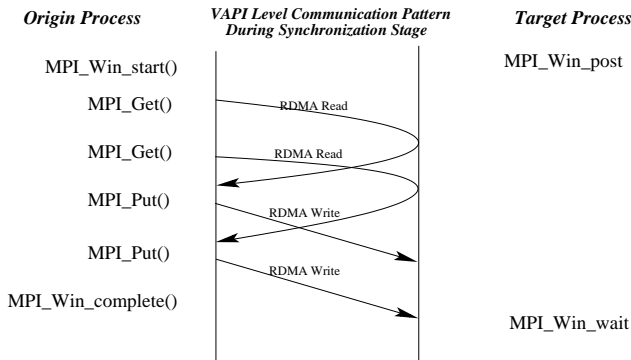 Origin Process
VAPI Level Communication Pattern
During Synchronization Stage
Target Process
MPI_Win_start()
MPI_Win_post
MPI_Get()
RDMA Read
MPI_Get()
RDMA Read
MPI_Put()
RDMA Write
MPI_Put()
RDMA Write
MPI_Win_complete()
MPI_Win_wait